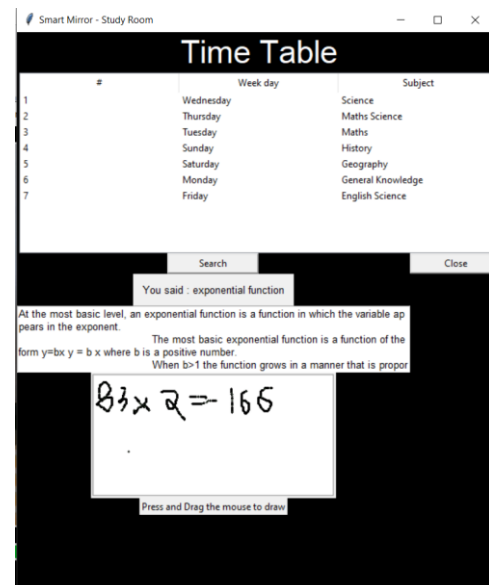 Smart Mirror - Study Room
Time Table
# Week day Subject
1 Wednesday Science
2 Thursday Maths Science
3 Tuesday Maths
4 Sunday History
5 Saturday Geography
6 Monday General Knowledge
7 Friday English Science
Search Close
You said : exponential function
At the most basic level, an exponential function is a function in which the variable ap
pears in the exponent.
The most basic exponential function is a function of the
form y=bx y = b x where b is a positive number.
When b>1 the function grows in a manner that is propor
83 x 2 = 166
Press and Drag the mouse to draw